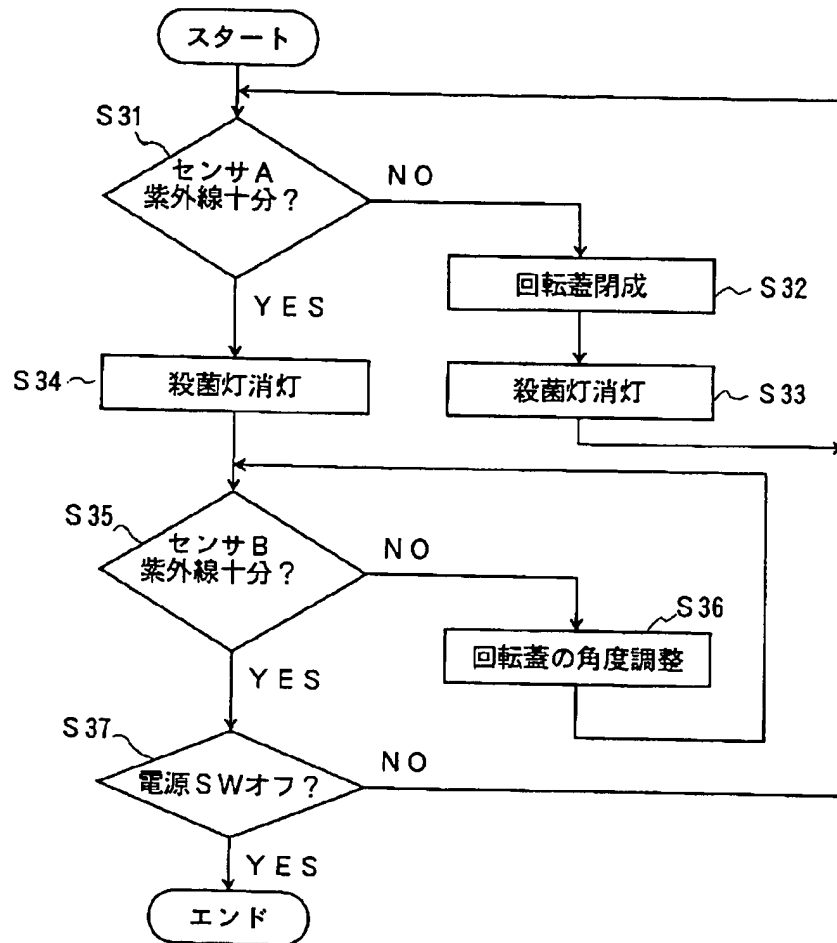 スタート
S31
センサA
紫外線十分?
NO
YES
回転蓋閉成
S32
S34
殺菌灯消灯
殺菌灯消灯
S33
S35
センサB
紫外線十分?
NO
YES
S36
回転蓋の角度調整
S37
電源SWオフ?
NO
YES
エンド